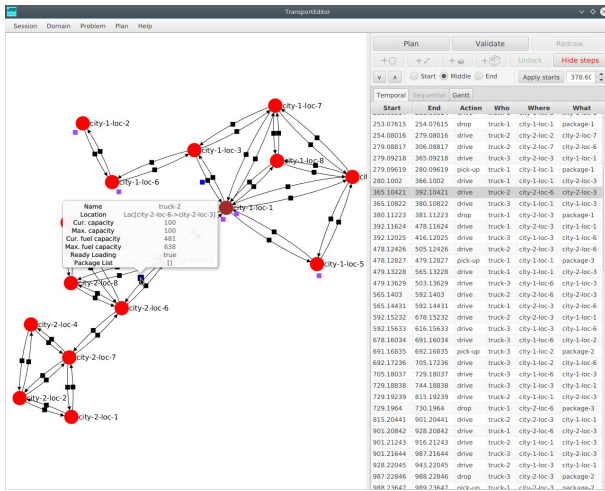 TransportEditor
Session Domain Problem Plan Help
Plan Validate Redraw
Unlock Hide steps
Start Middle End Apply starts 378.6
Temporal Sequential Gantt
Start End Action Who Where What
253.07615 254.07615 drop truck-1 city-1-loc-1 package-1
254.08016 279.08817 drive truck-2 city-2-loc-2 city-2-loc-7
279.08817 306.08817 drive truck-2 city-2-loc-7 city-2-loc-6
279.09218 365.09218 drive truck-3 city-2-loc-3 city-1-loc-1
279.09619 280.09619 pick-up truck-1 city-1-loc-1 package-1
280.1002 366.1002 drive truck-1 city-1-loc-1 city-2-loc-3
365.10421 392.10421 drive truck-2 city-2-loc-6 city-2-loc-3
365.10822 380.10822 drive truck-3 city-1-loc-1 city-1-loc-3
380.11223 381.11223 drop truck-1 city-2-loc-3 package-1
392.11624 478.11624 drive truck-1 city-2-loc-3 city-1-loc-1
392.12025 416.12025 drive truck-3 city-1-loc-3 city-1-loc-6
478.12426 505.12426 drive truck-2 city-2-loc-3 city-2-loc-6
478.12827 479.12827 pick-up truck-1 city-1-loc-1 package-3
479.13228 565.13228 drive truck-1 city-1-loc-1 city-2-loc-3
479.13629 503.13629 drive truck-3 city-1-loc-6 city-1-loc-3
565.1403 592.1403 drive truck-2 city-2-loc-6 city-2-loc-3
565.14431 592.14431 drive truck-1 city-2-loc-3 city-2-loc-6
592.15232 678.15232 drive truck-2 city-2-loc-3 city-1-loc-1
592.15633 616.15633 drive truck-3 city-1-loc-3 city-1-loc-6
678.16034 691.16034 drive truck-3 city-1-loc-6 city-1-loc-2
691.16835 692.16835 pick-up truck-3 city-1-loc-2 package-2
692.17236 705.17236 drive truck-3 city-1-loc-2 city-1-loc-6
705.18037 729.18037 drive truck-3 city-1-loc-6 city-1-loc-3
729.18838 744.18838 drive truck-3 city-1-loc-3 city-1-loc-1
729.19239 815.19239 drive truck-2 city-1-loc-1 city-2-loc-3
729.1964 730.1964 drop truck-1 city-2-loc-6 package-3
815.20441 901.20441 drive truck-2 city-2-loc-3 city-1-loc-1
901.20842 928.20842 drive truck-1 city-2-loc-6 city-2-loc-3
901.21243 916.21243 drive truck-2 city-1-loc-1 city-1-loc-3
901.21644 987.21644 drive truck-3 city-1-loc-1 city-2-loc-3
928.22045 943.22045 drive truck-2 city-1-loc-3 city-1-loc-1
987.22846 988.22846 drop truck-3 city-2-loc-3 package-2
988.23647 989.23647 pick-up truck-1 city-2-loc-3 package-2
city-1-loc-7
city-1-loc-2
city-1-loc-3
city-1-loc-8
city-1-loc-6
city-1-loc-1
city-1-loc-5
Name truck-2
Location Loc[city-2-loc-6->city-2-loc-3]
Cur. capacity 100
Max. capacity 100
Cur. fuel capacity 481
Max. fuel capacity 638
Ready Loading true
Package List []
city-2-loc-8
city-2-loc-6
city-2-loc-4
city-2-loc-7
city-2-loc-2
city-2-loc-1